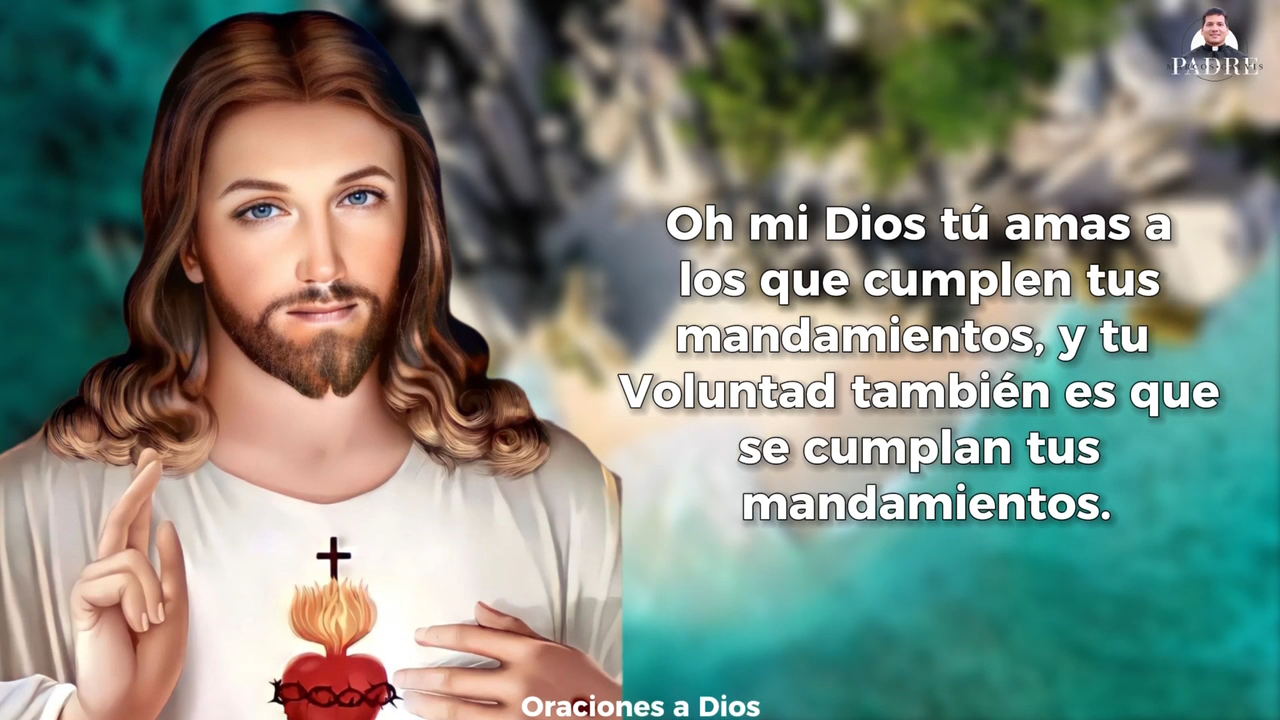 PADRE
Oh mi Dios tú amas a
los que cumplen tus
mandamientos, y tu
Voluntad también es que
se cumplan tus
mandamientos.
Oraciones a Dios